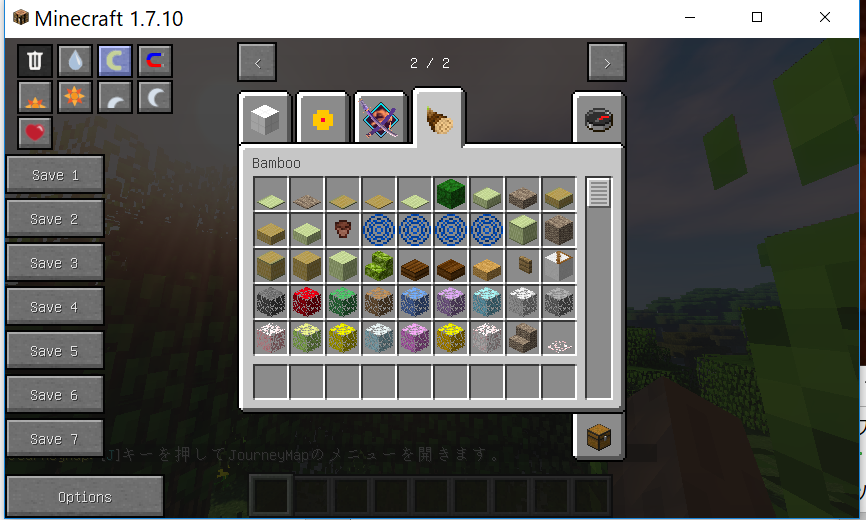 Minecraft 1.7.10
2 / 2
Bamboo
Save 1
Save 2
Save 3
Save 4
Save 5
Save 6
Save 7
[J]キーを押してJourneyMapのメニューを開きます。
Options